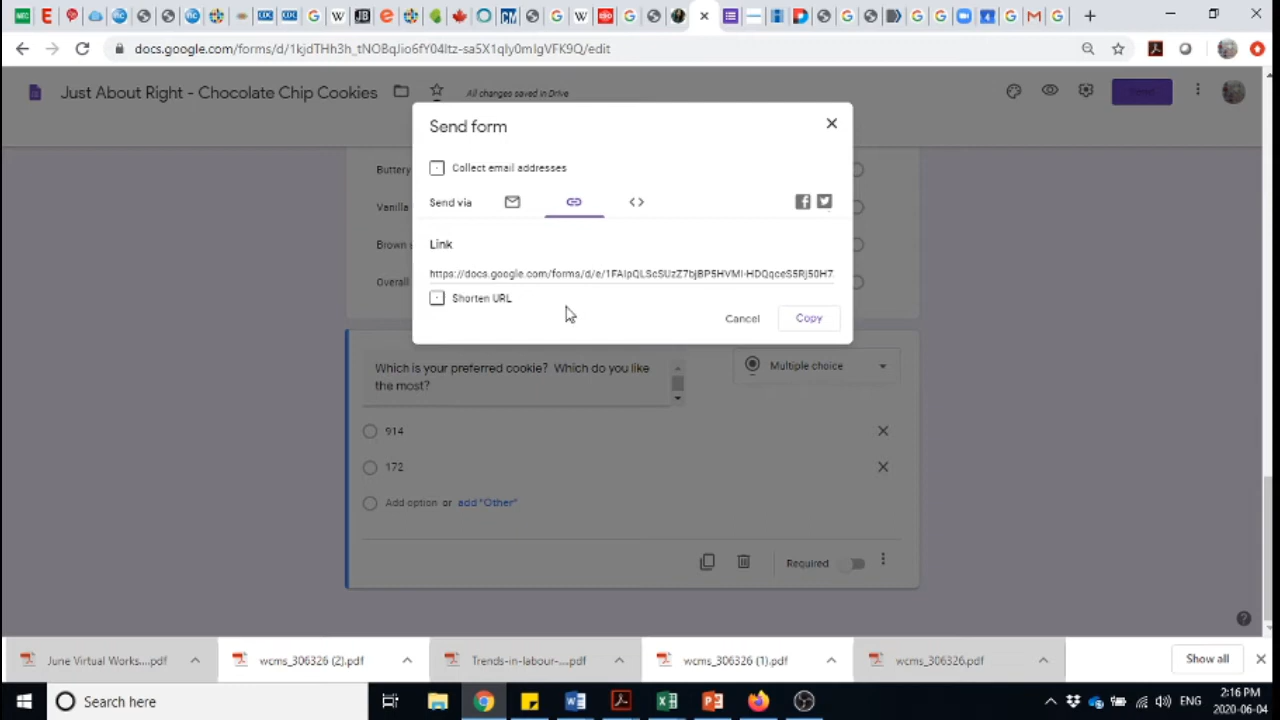 docs.google.com/forms/d/1kjdTHh3h_tNOBqJio6fY04ltz-sa5X1qIy0mIgVFK9Q/edit
Just About Right - Chocolate Chip Cookies
All changes saved in Drive
Send
Send form
Collect email addresses
Send via
Link
Shorten URL
Cancel
Copy
Buttery
Vanilla
Brown s
Overall
Which is your preferred cookie? Which do you like
the most?
Multiple choice
914
172
Add option or add "Other"
Required
June Virtual Works....pdf
wcms_306326 (2).pdf
Trends-in-labour-....pdf
wcms_306326 (1).pdf
wcms_306326.pdf
Show all
Search here
ENG
2:16 PM
2020-06-04